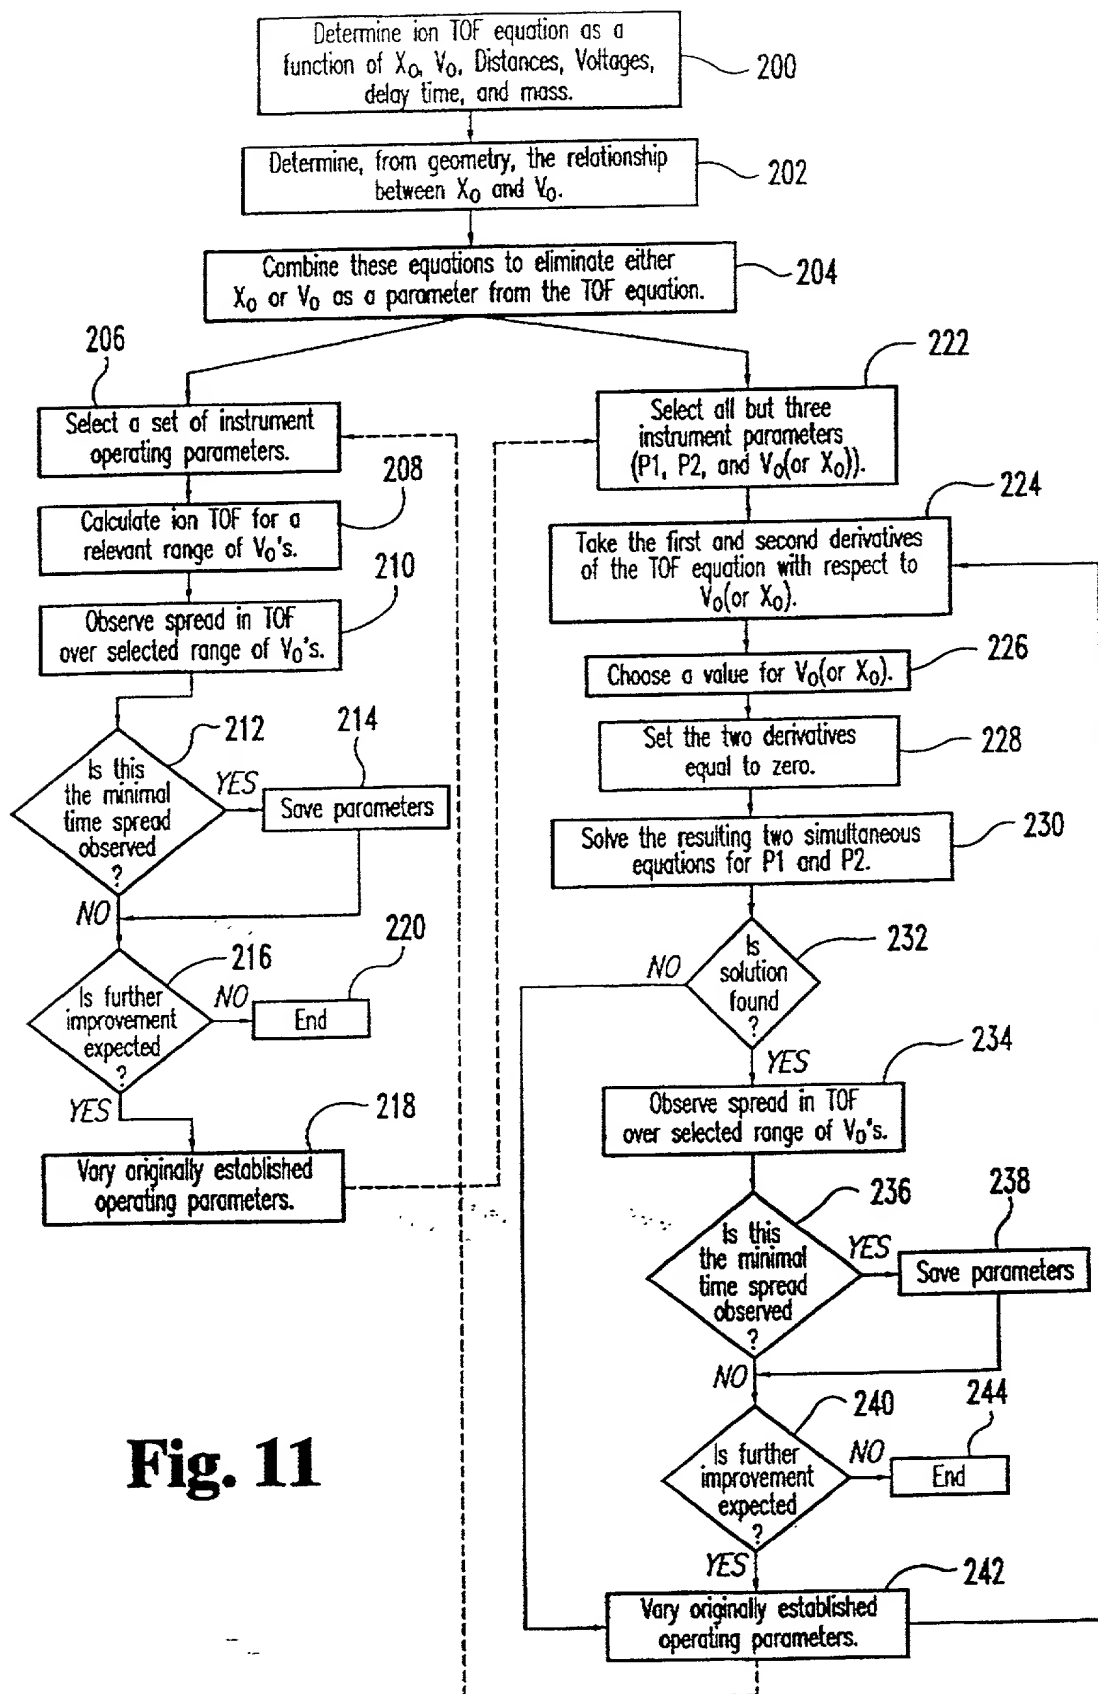 Determine ion TOF equation as a
function of X₀, V₀, Distances, Voltages,
delay time, and mass.
200
Determine, from geometry, the relationship
between X₀ and V₀.
202
Combine these equations to eliminate either
X₀ or V₀ as a parameter from the TOF equation.
204
206
Select a set of instrument
operating parameters.
208
Calculate ion TOF for a
relevant range of V₀'s.
210
Observe spread in TOF
over selected range of V₀'s.
212
Is this
the minimal
time spread
observed
?
YES
214
Save parameters
NO
216
Is further
improvement
expected
?
NO
220
End
YES
218
Vary originally established
operating parameters.
222
Select all but three
instrument parameters
(P1, P2, and V₀(or X₀)).
224
Take the first and second derivatives
of the TOF equation with respect to
V₀(or X₀).
226
Choose a value for V₀(or X₀).
Set the two derivatives
equal to zero.
228
230
Solve the resulting two simultaneous
equations for P1 and P2.
232
Is
solution
found
?
NO
YES
234
Observe spread in TOF
over selected range of V₀'s.
236
Is this
the minimal
time spread
observed
?
YES
238
Save parameters
NO
240
Is further
improvement
expected
?
NO
244
End
YES
242
Vary originally established
operating parameters.
Fig. 11